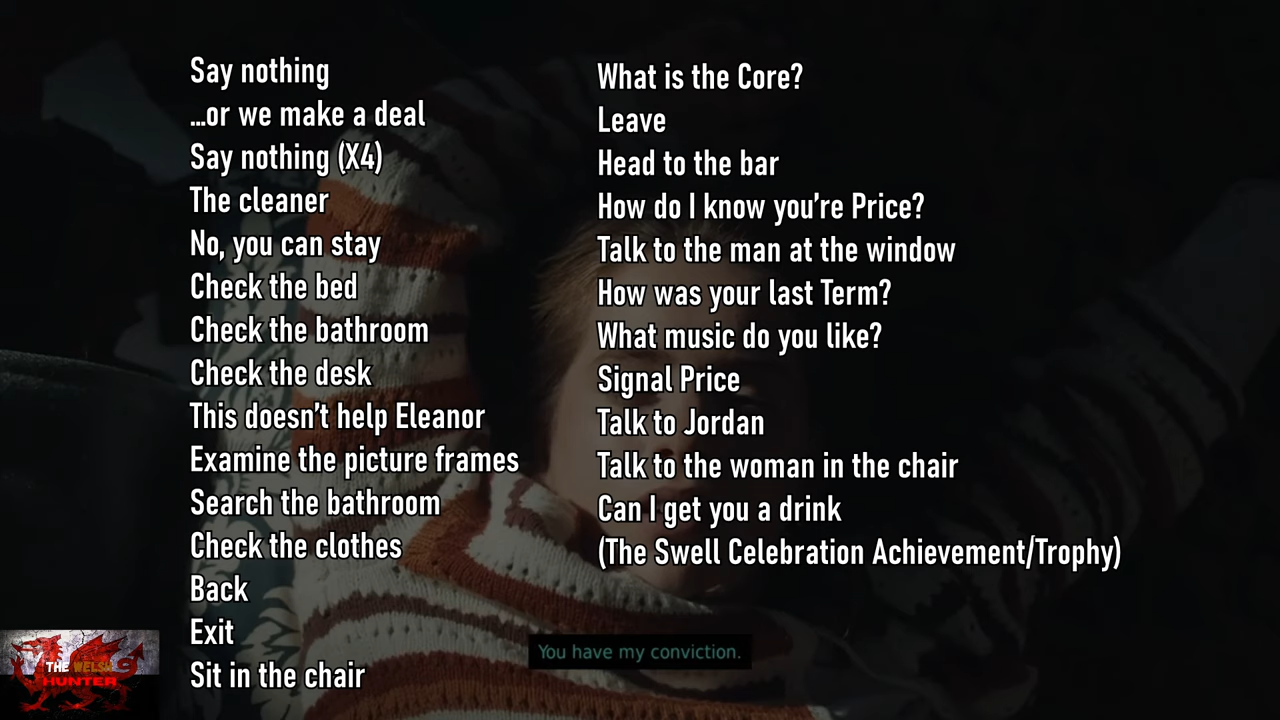 Say nothing
...or we make a deal
Say nothing (X4)
The cleaner
No, you can stay
Check the bed
Check the bathroom
Check the desk
This doesn't help Eleanor
Examine the picture frames
Search the bathroom
Check the clothes
Back
Exit
Sit in the chair
What is the Core?
Leave
Head to the bar
How do I know you're Price?
Talk to the man at the window
How was your last Term?
What music do you like?
Signal Price
Talk to Jordan
Talk to the woman in the chair
Can I get you a drink
(The Swell Celebration Achievement/Trophy)
You have my conviction.
THE WELSH
HUNTER